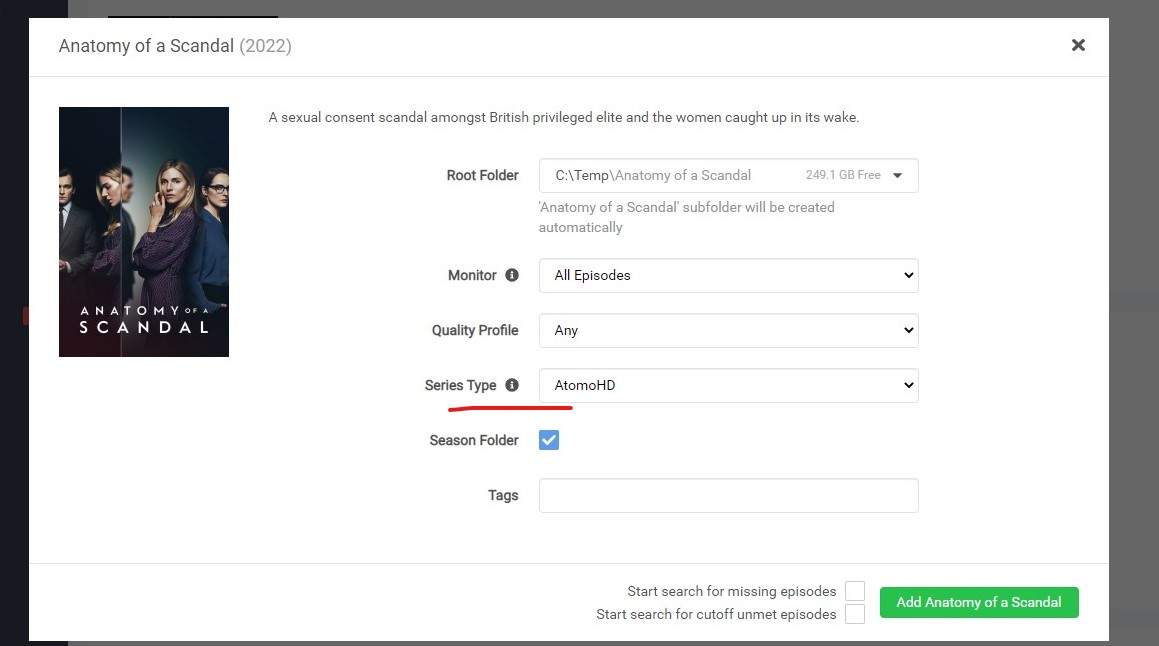 Anatomy of a Scandal (2022)
A sexual consent scandal amongst British privileged elite and the women caught up in its wake.
ANATOMY OF A
SCANDAL
Root Folder C:\Temp\Anatomy of a Scandal 249.1 GB Free
'Anatomy of a Scandal' subfolder will be created
automatically
Monitor All Episodes
Quality Profile Any
Series Type AtomoHD
Season Folder
Tags
Start search for missing episodes
Start search for cutoff unmet episodes
Add Anatomy of a Scandal